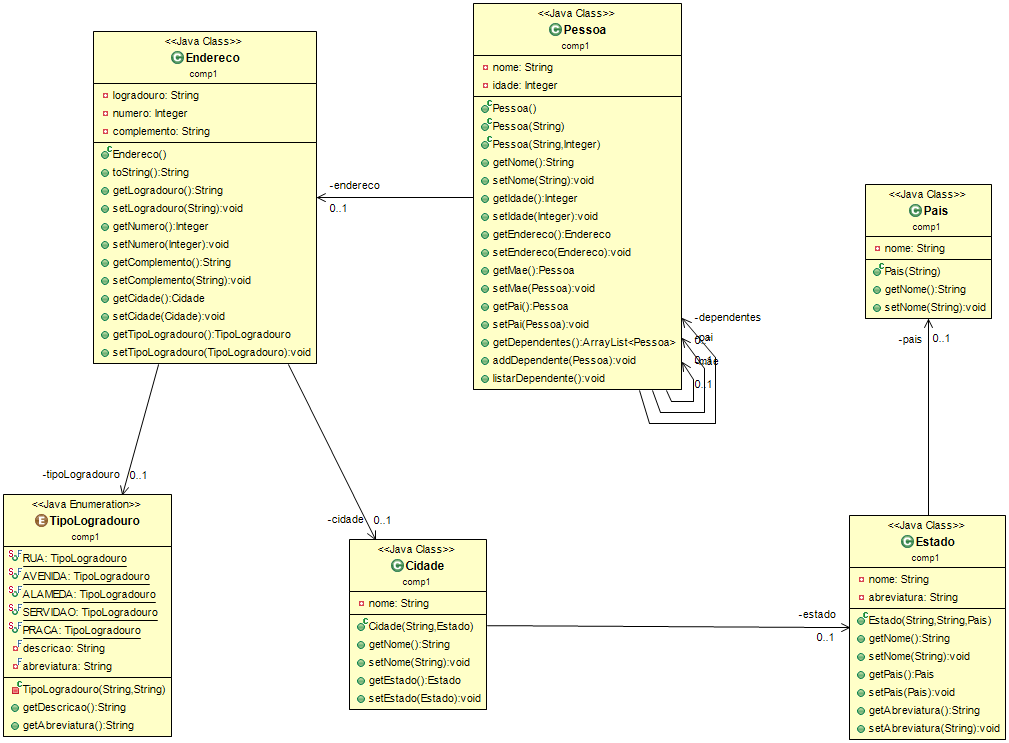 <<Java Class>>
Endereco
comp1
logradouro: String
numero: Integer
complemento: String
Endereco()
toString():String
getLogradouro():String
setLogradouro(String):void
getNumero():Integer
setNumero(Integer):void
getComplemento():String
setComplemento(String):void
getCidade():Cidade
setCidade(Cidade):void
getTipoLogradouro():TipoLogradouro
setTipoLogradouro(TipoLogradouro):void
-endereco
0..1
<<Java Class>>
Pessoa
comp1
nome: String
idade: Integer
Pessoa()
Pessoa(String)
Pessoa(String,Integer)
getNome():String
setNome(String):void
getIdade():Integer
setIdade(Integer):void
getEndereco():Endereco
setEndereco(Endereco):void
getMae():Pessoa
setMae(Pessoa):void
getPai():Pessoa
setPai(Pessoa):void
getDependentes():ArrayList<Pessoa>
addDependente(Pessoa):void
listarDependente():void
-dependentes
-pai
-mae
0..1
<<Java Class>>
Pais
comp1
nome: String
Pais(String)
getNome():String
setNome(String):void
-pais
0..1
-tipoLogradouro
0..1
<<Java Enumeration>>
TipoLogradouro
comp1
RUA: TipoLogradouro
AVENIDA: TipoLogradouro
ALAMEDA: TipoLogradouro
SERVIDAO: TipoLogradouro
PRACA: TipoLogradouro
descricao: String
abreviatura: String
TipoLogradouro(String,String)
getDescricao():String
getAbreviatura():String
-cidade
0..1
<<Java Class>>
Cidade
comp1
nome: String
Cidade(String,Estado)
getNome():String
setNome(String):void
getEstado():Estado
setEstado(Estado):void
-estado
0..1
<<Java Class>>
Estado
comp1
nome: String
abreviatura: String
Estado(String,String,Pais)
getNome():String
setNome(String):void
getPais():Pais
setPais(Pais):void
getAbreviatura():String
setAbreviatura(String):void